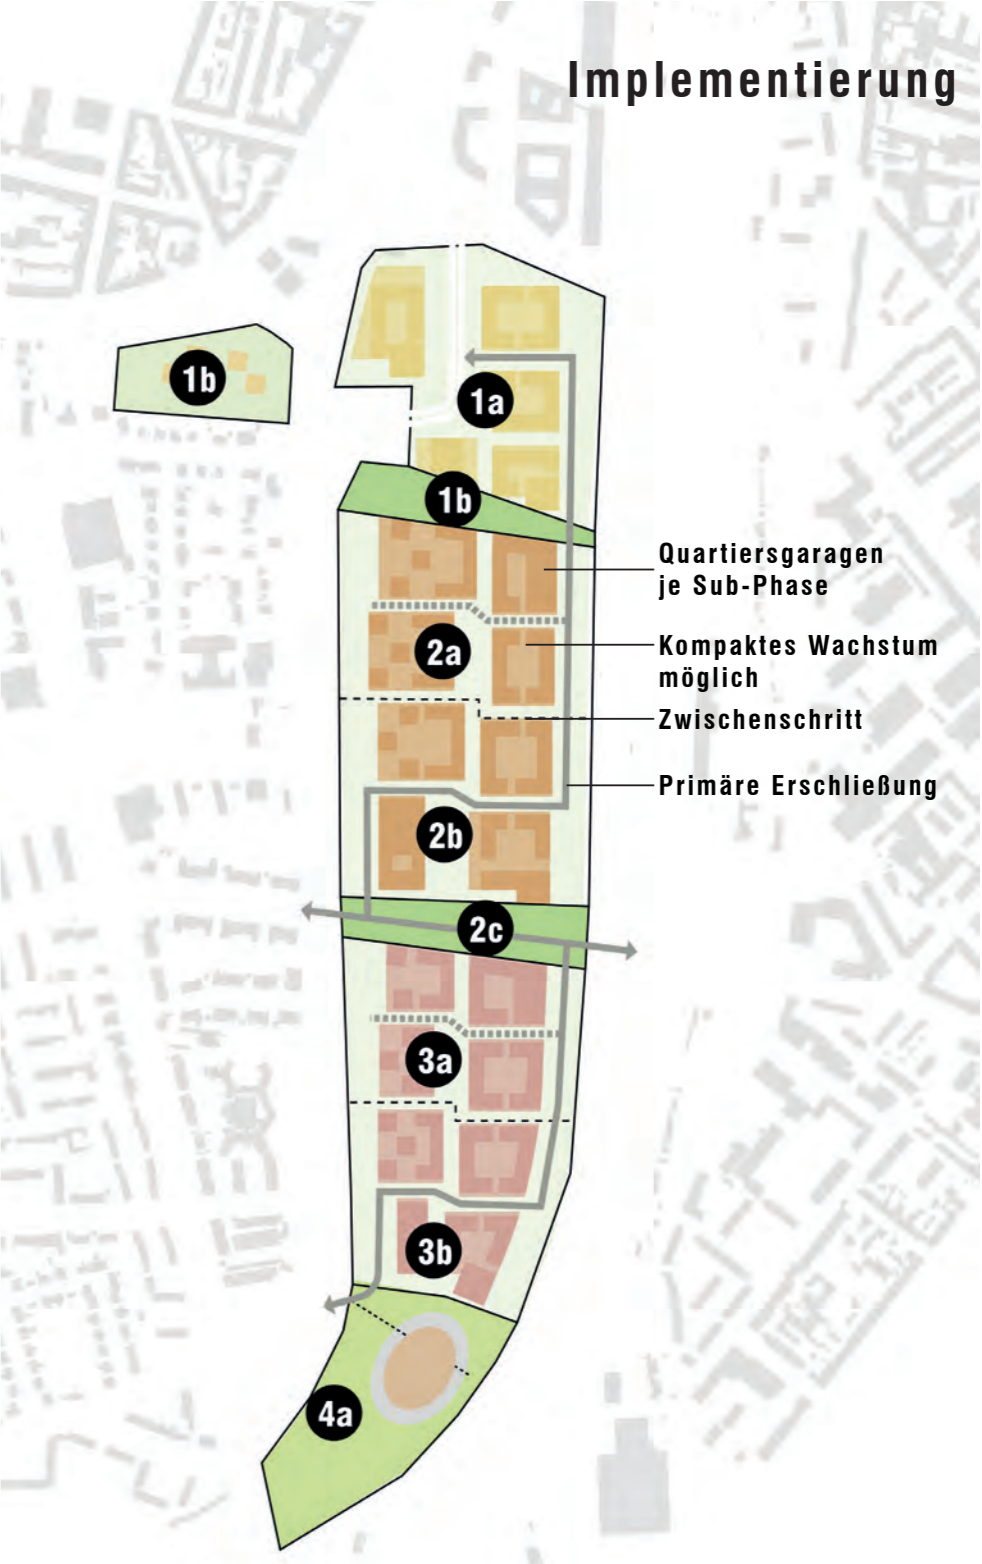 Implementierung
1b
1a
1b
Quartiersgaragen
je Sub-Phase
2a
Kompaktes Wachstum
möglich
Zwischenschritt
Primäre Erschließung
2b
2c
3a
3b
4a